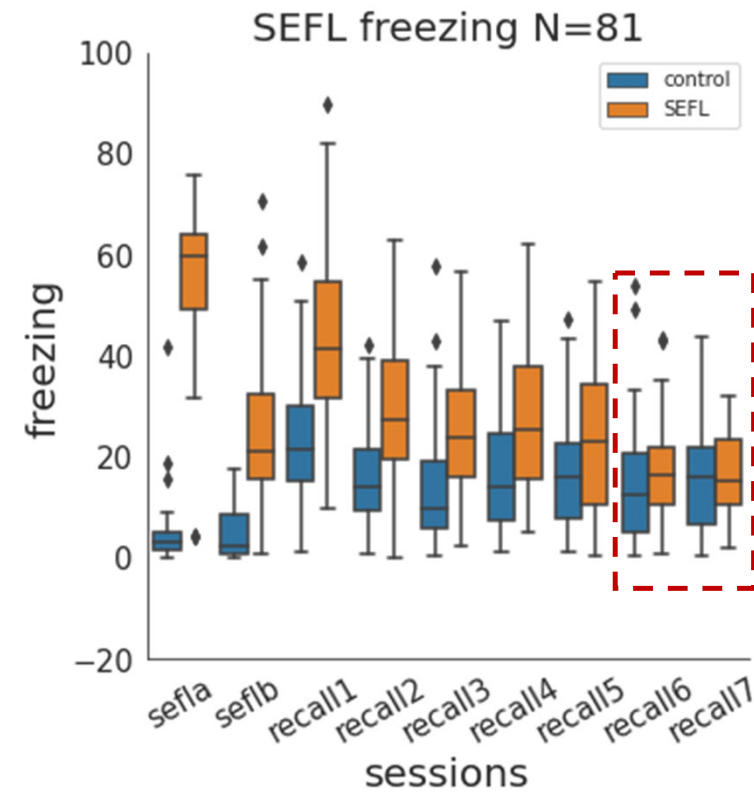 SEFL freezing N=81
control
SEFL
100
80
60
40
20
0
−20
freezing
sefla
seflb
recall1
recall2
recall3
recall4
recall5
recall6
recall7
sessions